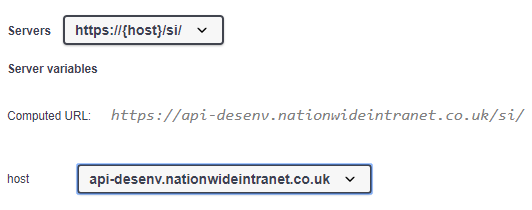 Servers https://{host}/si/
Server variables
Computed URL: https://api-desenv.nationwideintranet.co.uk/si/
host api-desenv.nationwideintranet.co.uk